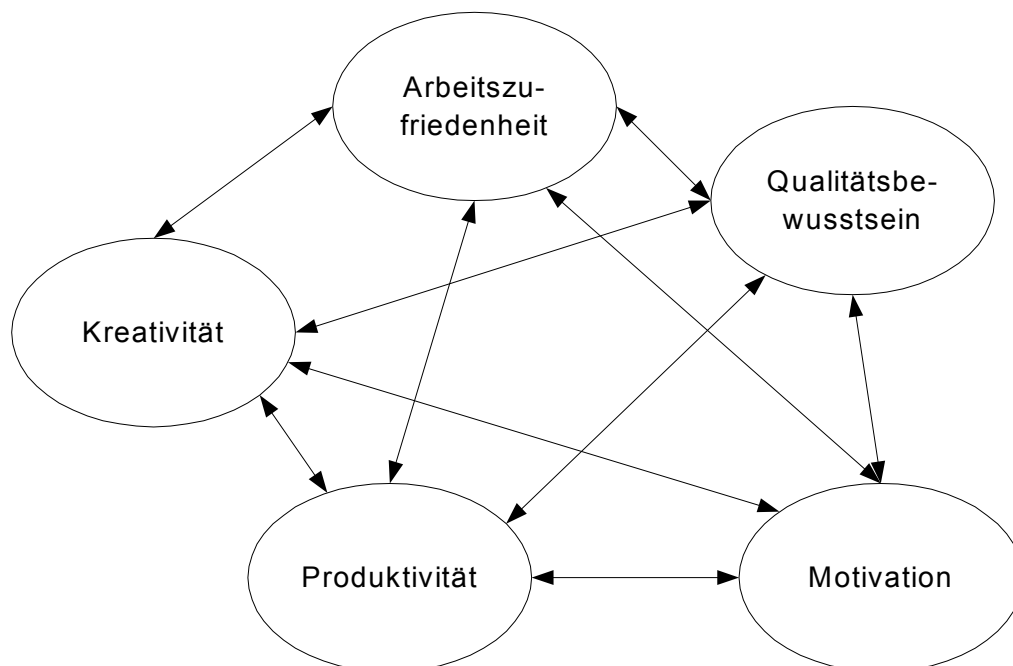 Arbeitszu-
friedenheit
Qualitätsbe-
wusstsein
Kreativität
Produktivität
Motivation